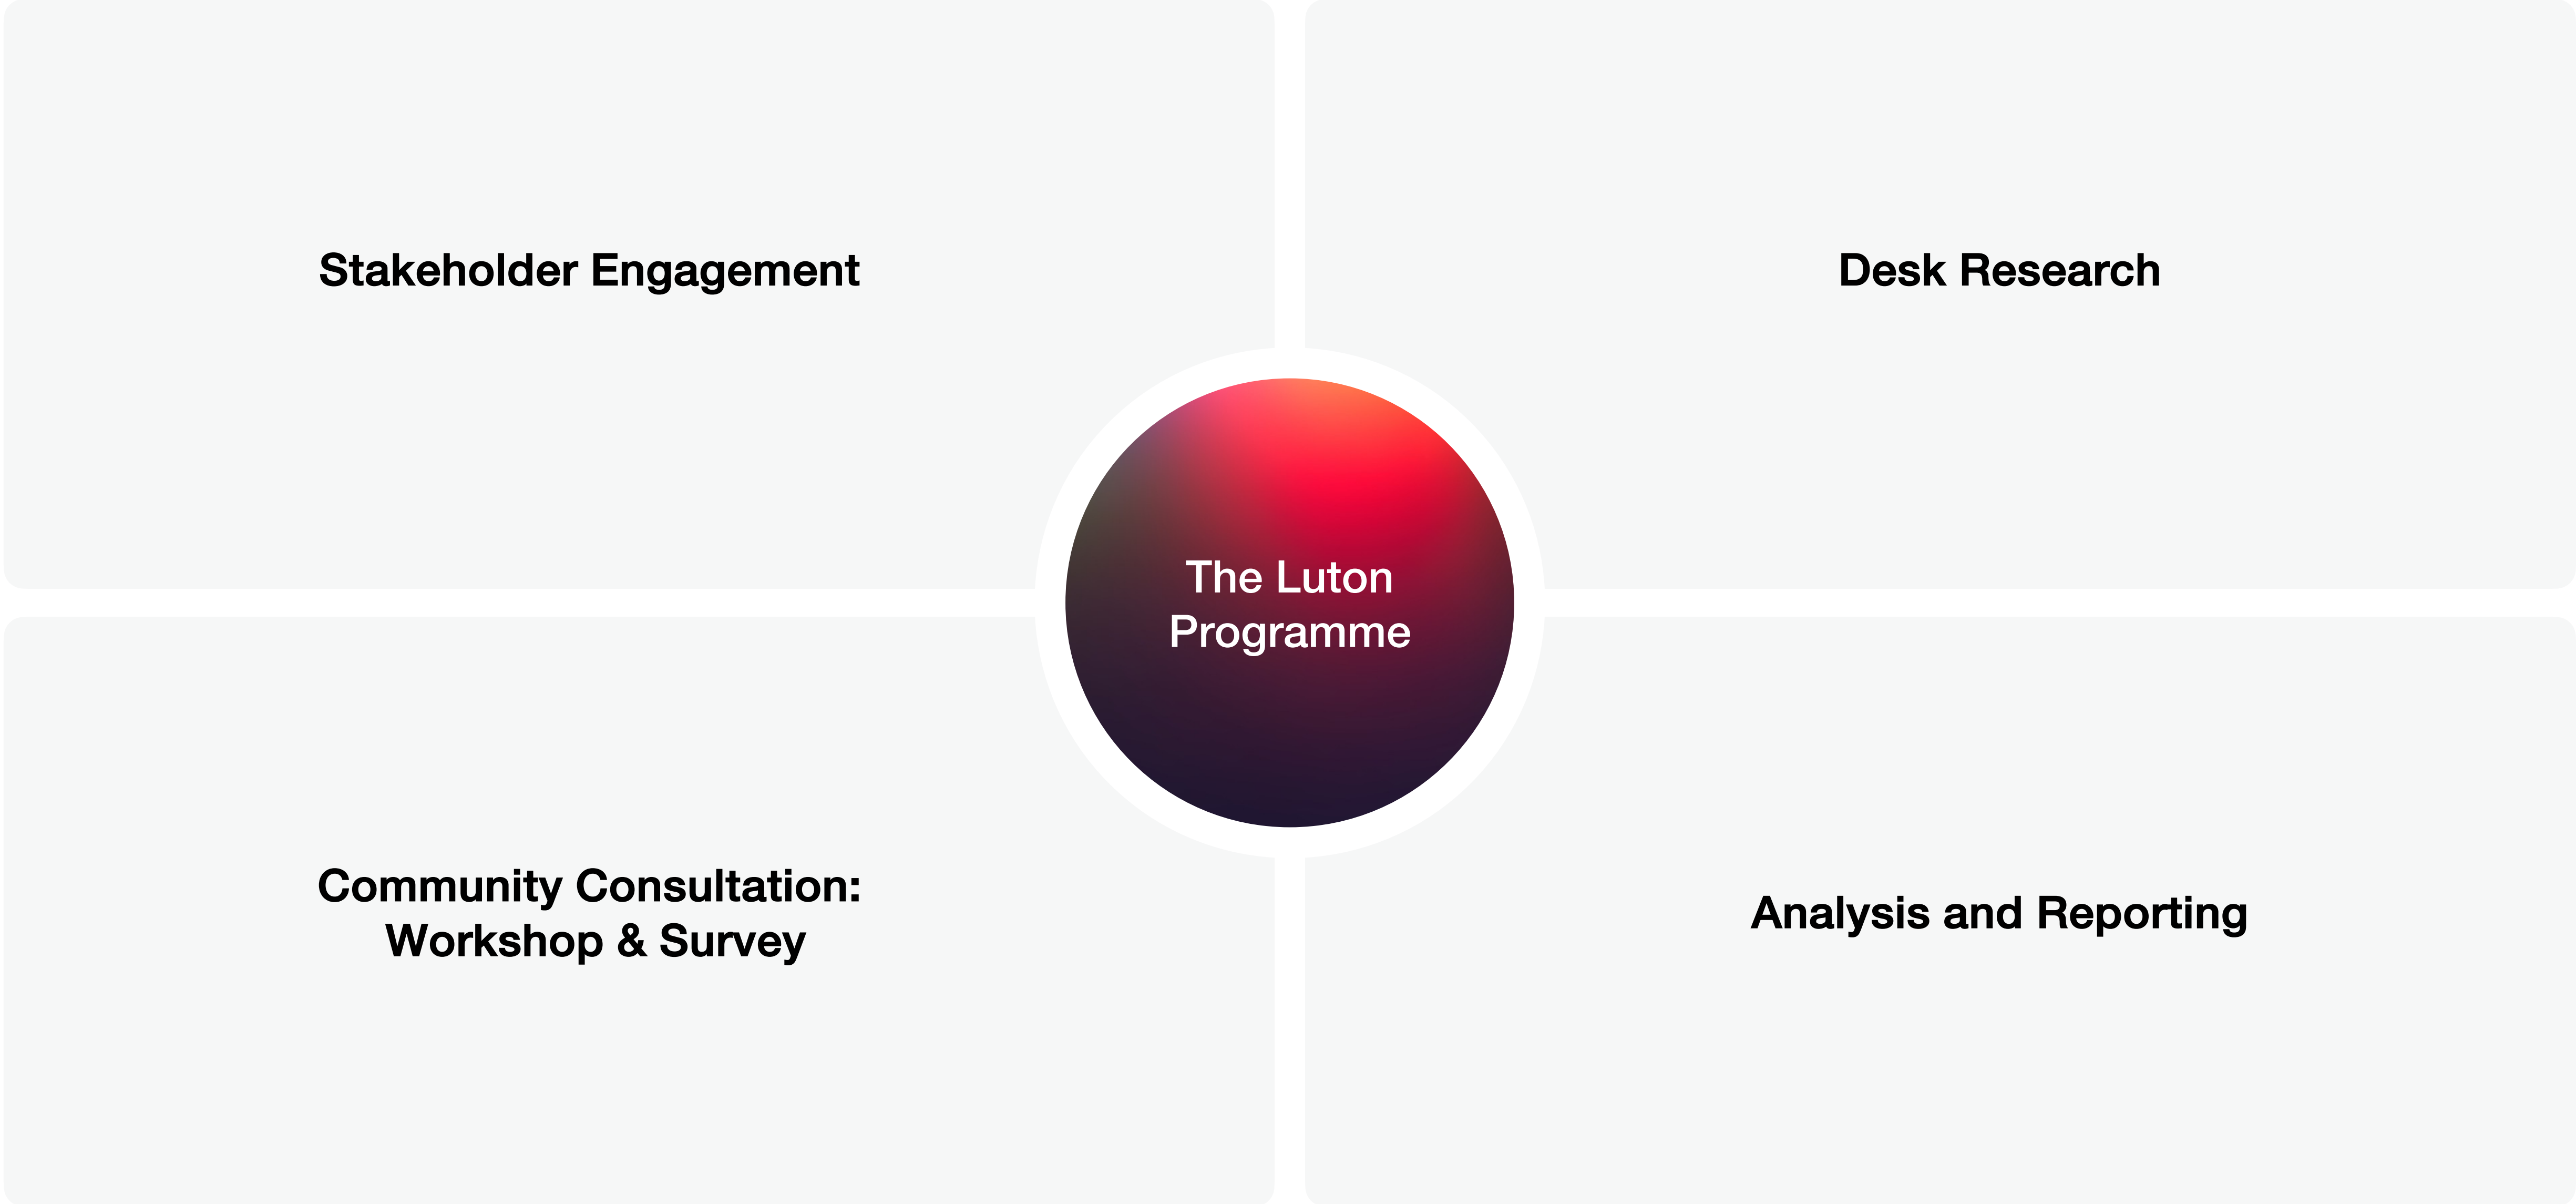 Stakeholder Engagement
Desk Research
The Luton
Programme
Community Consultation:
Workshop & Survey
Analysis and Reporting